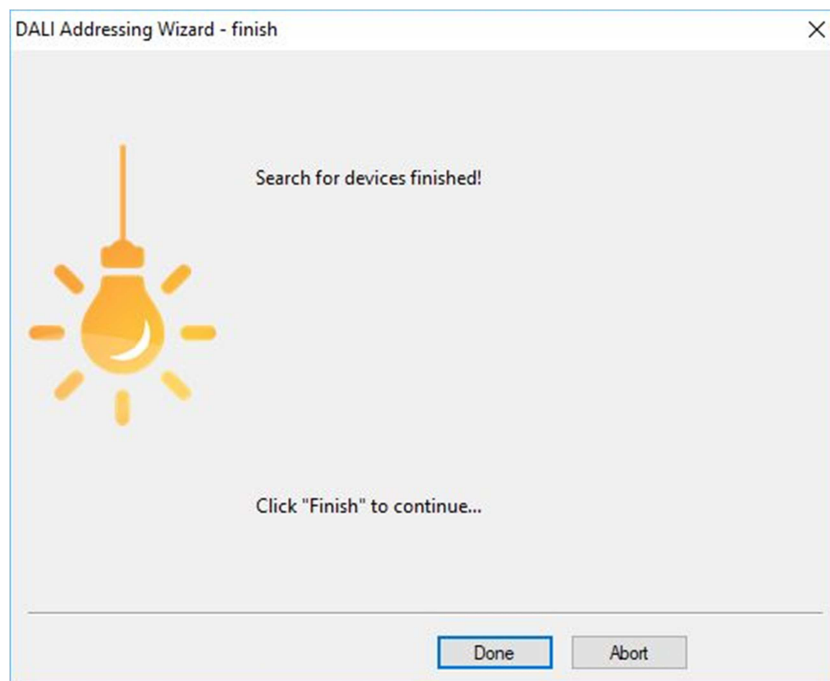 DALI Addressing Wizard - finish
Search for devices finished!
Click "Finish" to continue...
Done
Abort